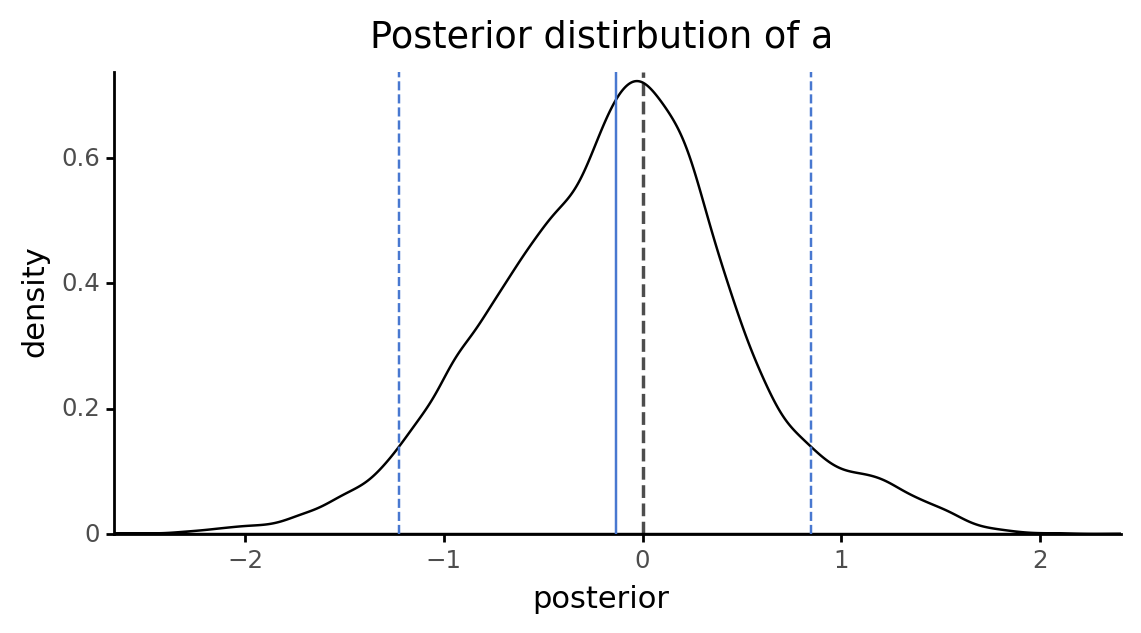 Posterior distirbution of a
0.6
0.4
0.2
0
density
−2 −1 0 1 2
posterior